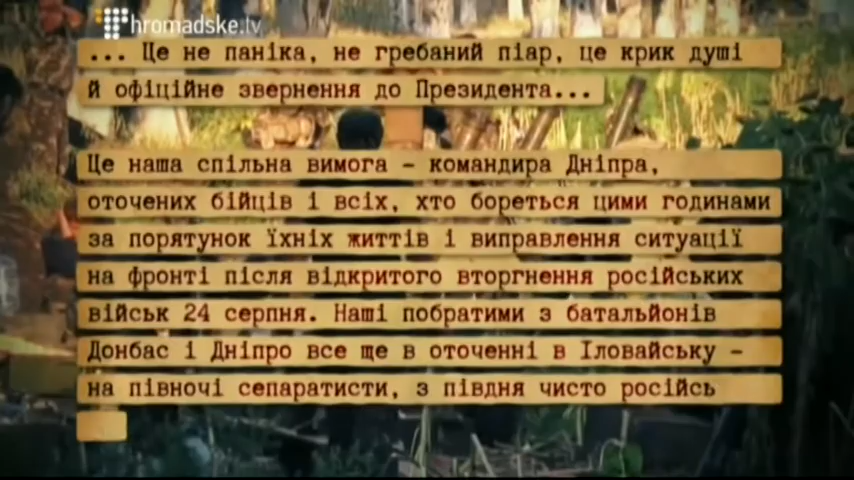 hromadske.tv
... Це не паніка, не гребаний піар, це крик душі
й офіційне звернення до Президента...
Це наша спільна вимога – командира Дніпра,
оточених бійців і всіх, хто бореться цими годинами
за порятунок їхніх життів і виправлення ситуації
на фронті після відкритого вторгнення російських
військ 24 серпня. Наші побратими з батальйонів
Донбас і Дніпро все ще в оточенні в Іловайську –
на півночі сепаратисти, з півдня чисто російсь